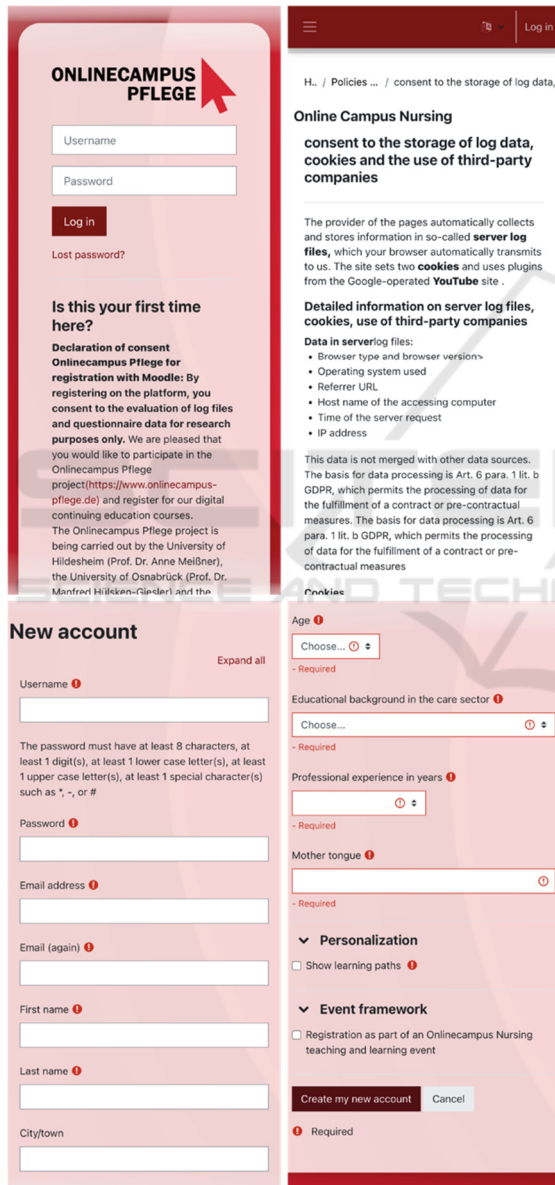 ONLINECAMPUS
PFLEGE
Username
Password
Log in
Lost password?
Is this your first time
here?
Declaration of consent
Onlinecampus Pflege for
registration with Moodle: By
registering on the platform, you
consent to the evaluation of log files
and questionnaire data for research
purposes only. We are pleased that
you would like to participate in the
Onlinecampus Pflege
project(https://www.onlinecampus-
pflege.de) and register for our digital
continuing education courses.
The Onlinecampus Pflege project is
being carried out by the University of
Hildesheim (Prof. Dr. Anne Meißner),
the University of Osnabrück (Prof. Dr.
Manfred Hülsken-Giesler) and the
Log in
H.. / Policies ... / consent to the storage of log data,
Online Campus Nursing
consent to the storage of log data,
cookies and the use of third-party
companies
The provider of the pages automatically collects
and stores information in so-called server log
files, which your browser automatically transmits
to us. The site sets two cookies and uses plugins
from the Google-operated YouTube site .
Detailed information on server log files,
cookies, use of third-party companies
Data in serverlog files:
• Browser type and browser version>
• Operating system used
• Referrer URL
• Host name of the accessing computer
• Time of the server request
• IP address
This data is not merged with other data sources.
The basis for data processing is Art. 6 para. 1 lit. b
GDPR, which permits the processing of data for
the fulfillment of a contract or pre-contractual
measures. The basis for data processing is Art. 6
para. 1 lit. b GDPR, which permits the processing
of data for the fulfillment of a contract or pre-
contractual measures
Cookies
SCIENCE AND TECH
New account
Expand all
Username
The password must have at least 8 characters, at
least 1 digit(s), at least 1 lower case letter(s), at least
1 upper case letter(s), at least 1 special character(s)
such as *, -, or #
Password
Email address
Email (again)
First name
Last name
City/town
Age
Choose...
- Required
Educational background in the care sector
Choose...
- Required
Professional experience in years
- Required
Mother tongue
- Required
Personalization
Show learning paths
Event framework
Registration as part of an Onlinecampus Nursing
teaching and learning event
Create my new account Cancel
Required